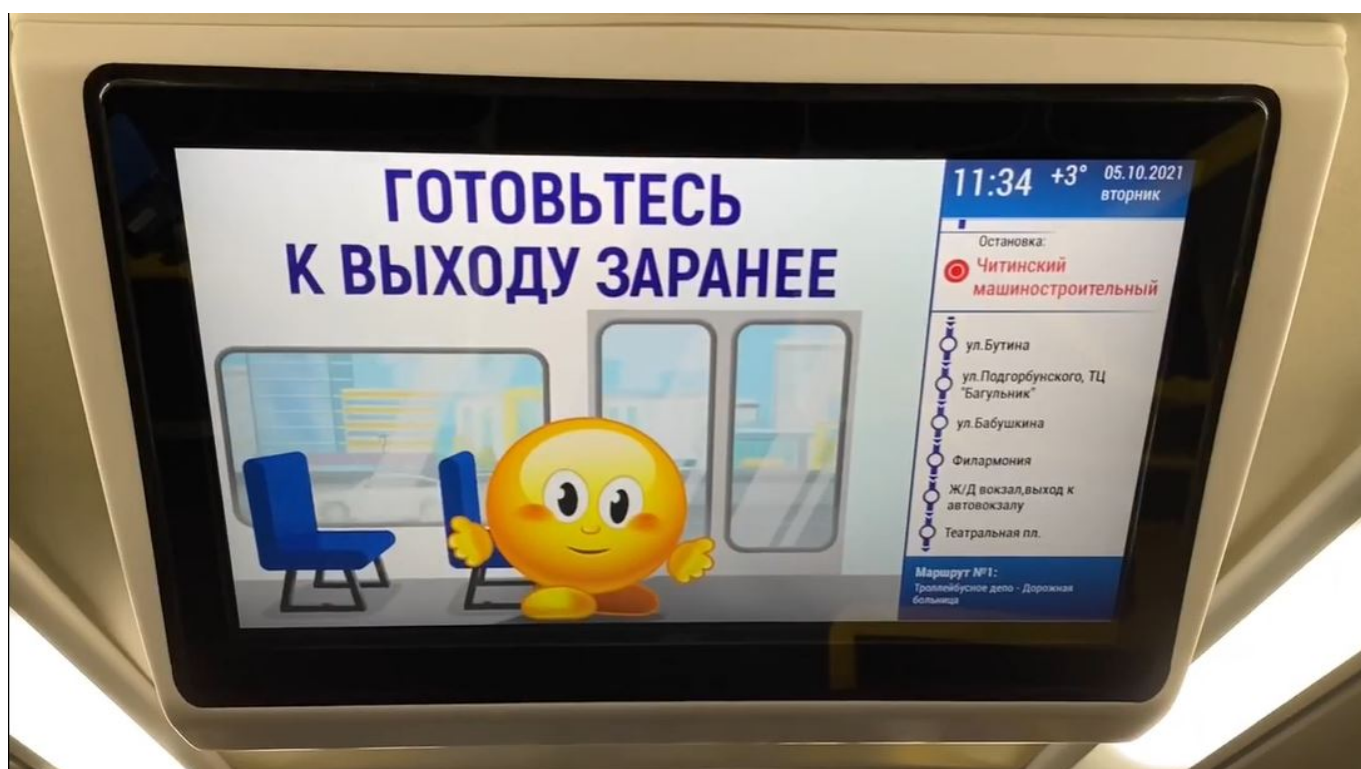 ГОТОВЬТЕСЬ
К ВЫХОДУ ЗАРАНЕЕ
11:34 +3° 05.10.2021
вторник
Остановка:
Читинский
машиностроительный
ул.Бутина
ул.Подгорбунского, ТЦ
"Багульник"
ул.Бабушкина
Филармония
Ж/Д вокзал,выход к
автовокзалу
Театральная пл.
Маршрут №1:
Троллейбусное депо - Дорожная
больница